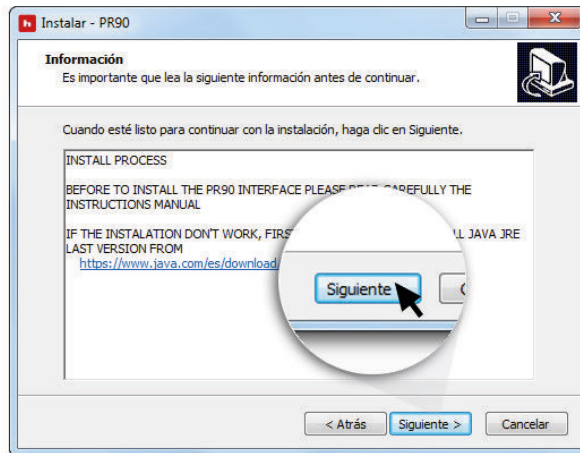 Instalar - PR90
Información
Es importante que lea la siguiente información antes de continuar.
Cuando esté listo para continuar con la instalación, haga clic en Siguiente.
INSTALL PROCESS
BEFORE TO INSTALL THE PR90 INTERFACE PLEASE READ CAREFULLY THE
INSTRUCTIONS MANUAL
IF THE INSTALATION DON'T WORK, FIRS LL JAVA JRE
LAST VERSION FROM
https://www.java.com/es/download
Siguiente
< Atrás
Siguiente >
Cancelar